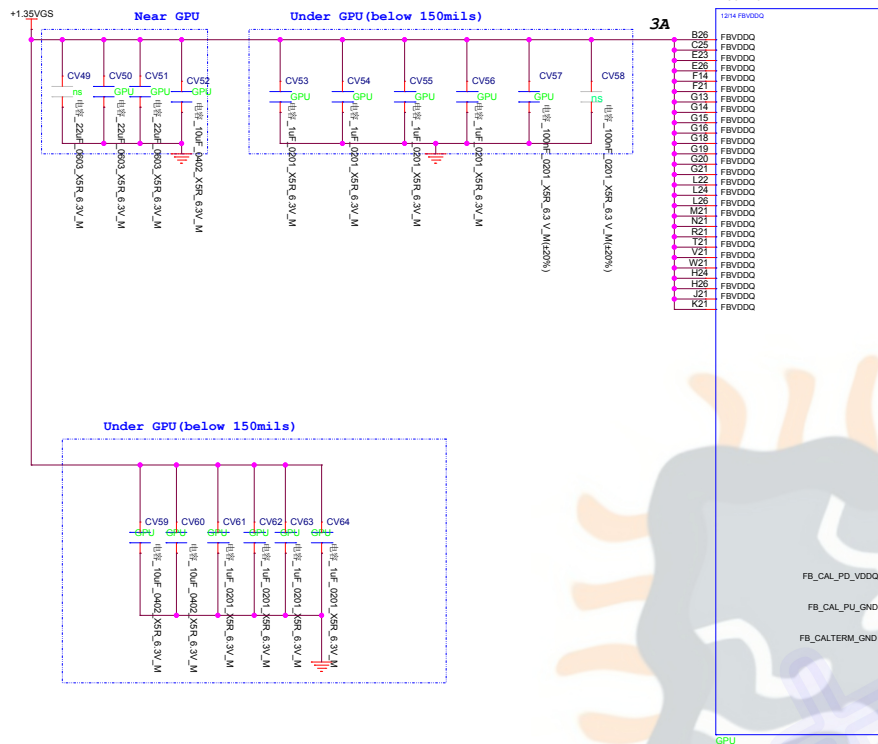 +1.35VGS
Near GPU
Under GPU(below 150mils)
3A
12/14 FBVDDQ
CV49
ns
电容_22uF_0603_X5R_6.3V_M
CV50
GPU
电容_22uF_0603_X5R_6.3V_M
CV51
GPU
电容_22uF_0603_X5R_6.3V_M
CV52
GPU
电容_10uF_0402_X5R_6.3V_M
CV53
GPU
电容_1uF_0201_X5R_6.3V_M
CV54
GPU
电容_1uF_0201_X5R_6.3V_M
CV55
GPU
电容_1uF_0201_X5R_6.3V_M
CV56
GPU
电容_1uF_0201_X5R_6.3V_M
CV57
GPU
电容_100nF_0201_X5R_6.3 V_M(±20%)
CV58
ns
电容_100nF_0201_X5R_6.3 V_M(±20%)
B26 FBVDDQ
C25 FBVDDQ
E23 FBVDDQ
E26 FBVDDQ
F14 FBVDDQ
F21 FBVDDQ
G13 FBVDDQ
G14 FBVDDQ
G15 FBVDDQ
G16 FBVDDQ
G18 FBVDDQ
G19 FBVDDQ
G20 FBVDDQ
G21 FBVDDQ
L22 FBVDDQ
L24 FBVDDQ
L26 FBVDDQ
M21 FBVDDQ
N21 FBVDDQ
R21 FBVDDQ
T21 FBVDDQ
V21 FBVDDQ
W21 FBVDDQ
H24 FBVDDQ
H26 FBVDDQ
J21 FBVDDQ
K21 FBVDDQ
Under GPU(below 150mils)
CV59
GPU
电容_10uF_0402_X5R_6.3V_M
CV60
GPU
电容_10uF_0402_X5R_6.3V_M
CV61
GPU
电容_1uF_0201_X5R_6.3V_M
CV62
GPU
电容_1uF_0201_X5R_6.3V_M
CV63
GPU
电容_1uF_0201_X5R_6.3V_M
CV64
GPU
电容_1uF_0201_X5R_6.3V_M
FB_CAL_PD_VDDQ
FB_CAL_PU_GND
FB_CALTERM_GND
GPU